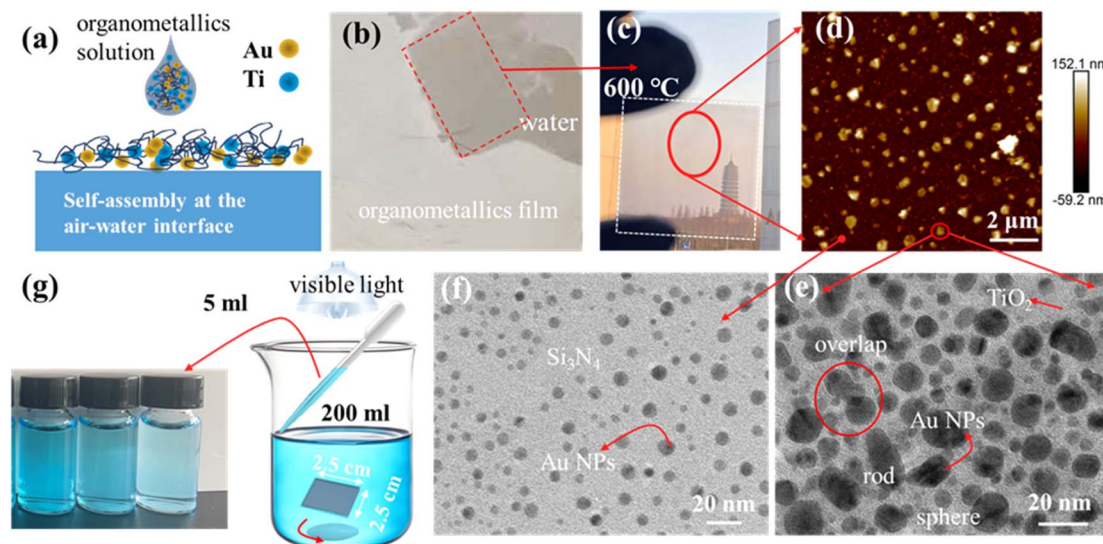 (a)
organometallics
solution
Au
Ti
Self-assembly at the
air-water interface
(b)
water
organometallics film
(c)
600 °C
(d)
152.1 nm
-59.2 nm
2 μm
(g)
5 ml
visible light
200 ml
2.5 cm
2.5 cm
(f)
Si₃N₄
Au NPs
20 nm
(e)
TiO₂
overlap
Au NPs
rod
sphere
20 nm